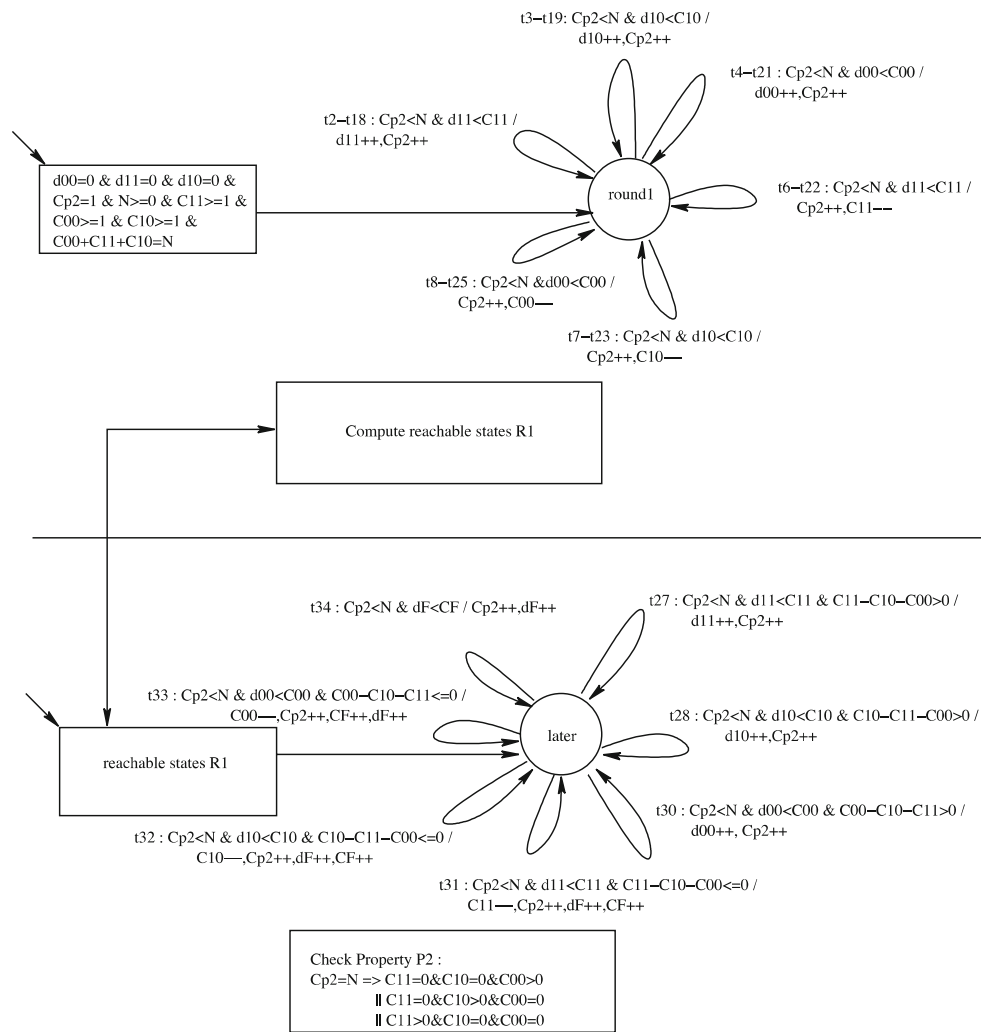 t3–t19: Cp2<N & d10<C10 /
d10++,Cp2++
t4–t21 : Cp2<N & d00<C00 /
d00++,Cp2++
t2–t18 : Cp2<N & d11<C11 /
d11++,Cp2++
d00=0 & d11=0 & d10=0 &
Cp2=1 & N>=0 & C11>=1 &
C00>=1 & C10>=1 &
C00+C11+C10=N
round1
t6–t22 : Cp2<N & d11<C11 /
Cp2++,C11––
t8–t25 : Cp2<N &d00<C00 /
Cp2++,C00––
t7–t23 : Cp2<N & d10<C10 /
Cp2++,C10––
Compute reachable states R1
t34 : Cp2<N & dF<CF / Cp2++,dF++
t27 : Cp2<N & d11<C11 & C11–C10–C00>0 /
d11++,Cp2++
t33 : Cp2<N & d00<C00 & C00–C10–C11<=0 /
C00––,Cp2++,CF++,dF++
t28 : Cp2<N & d10<C10 & C10–C11–C00>0 /
d10++,Cp2++
later
reachable states R1
t30 : Cp2<N & d00<C00 & C00–C10–C11>0 /
d00++, Cp2++
t32 : Cp2<N & d10<C10 & C10–C11–C00<=0 /
C10––,Cp2++,dF++,CF++
t31 : Cp2<N & d11<C11 & C11–C10–C00<=0 /
C11––,Cp2++,dF++,CF++
Check Property P2 :
Cp2=N => C11=0&C10=0&C00>0
|| C11=0&C10>0&C00=0
|| C11>0&C10=0&C00=0